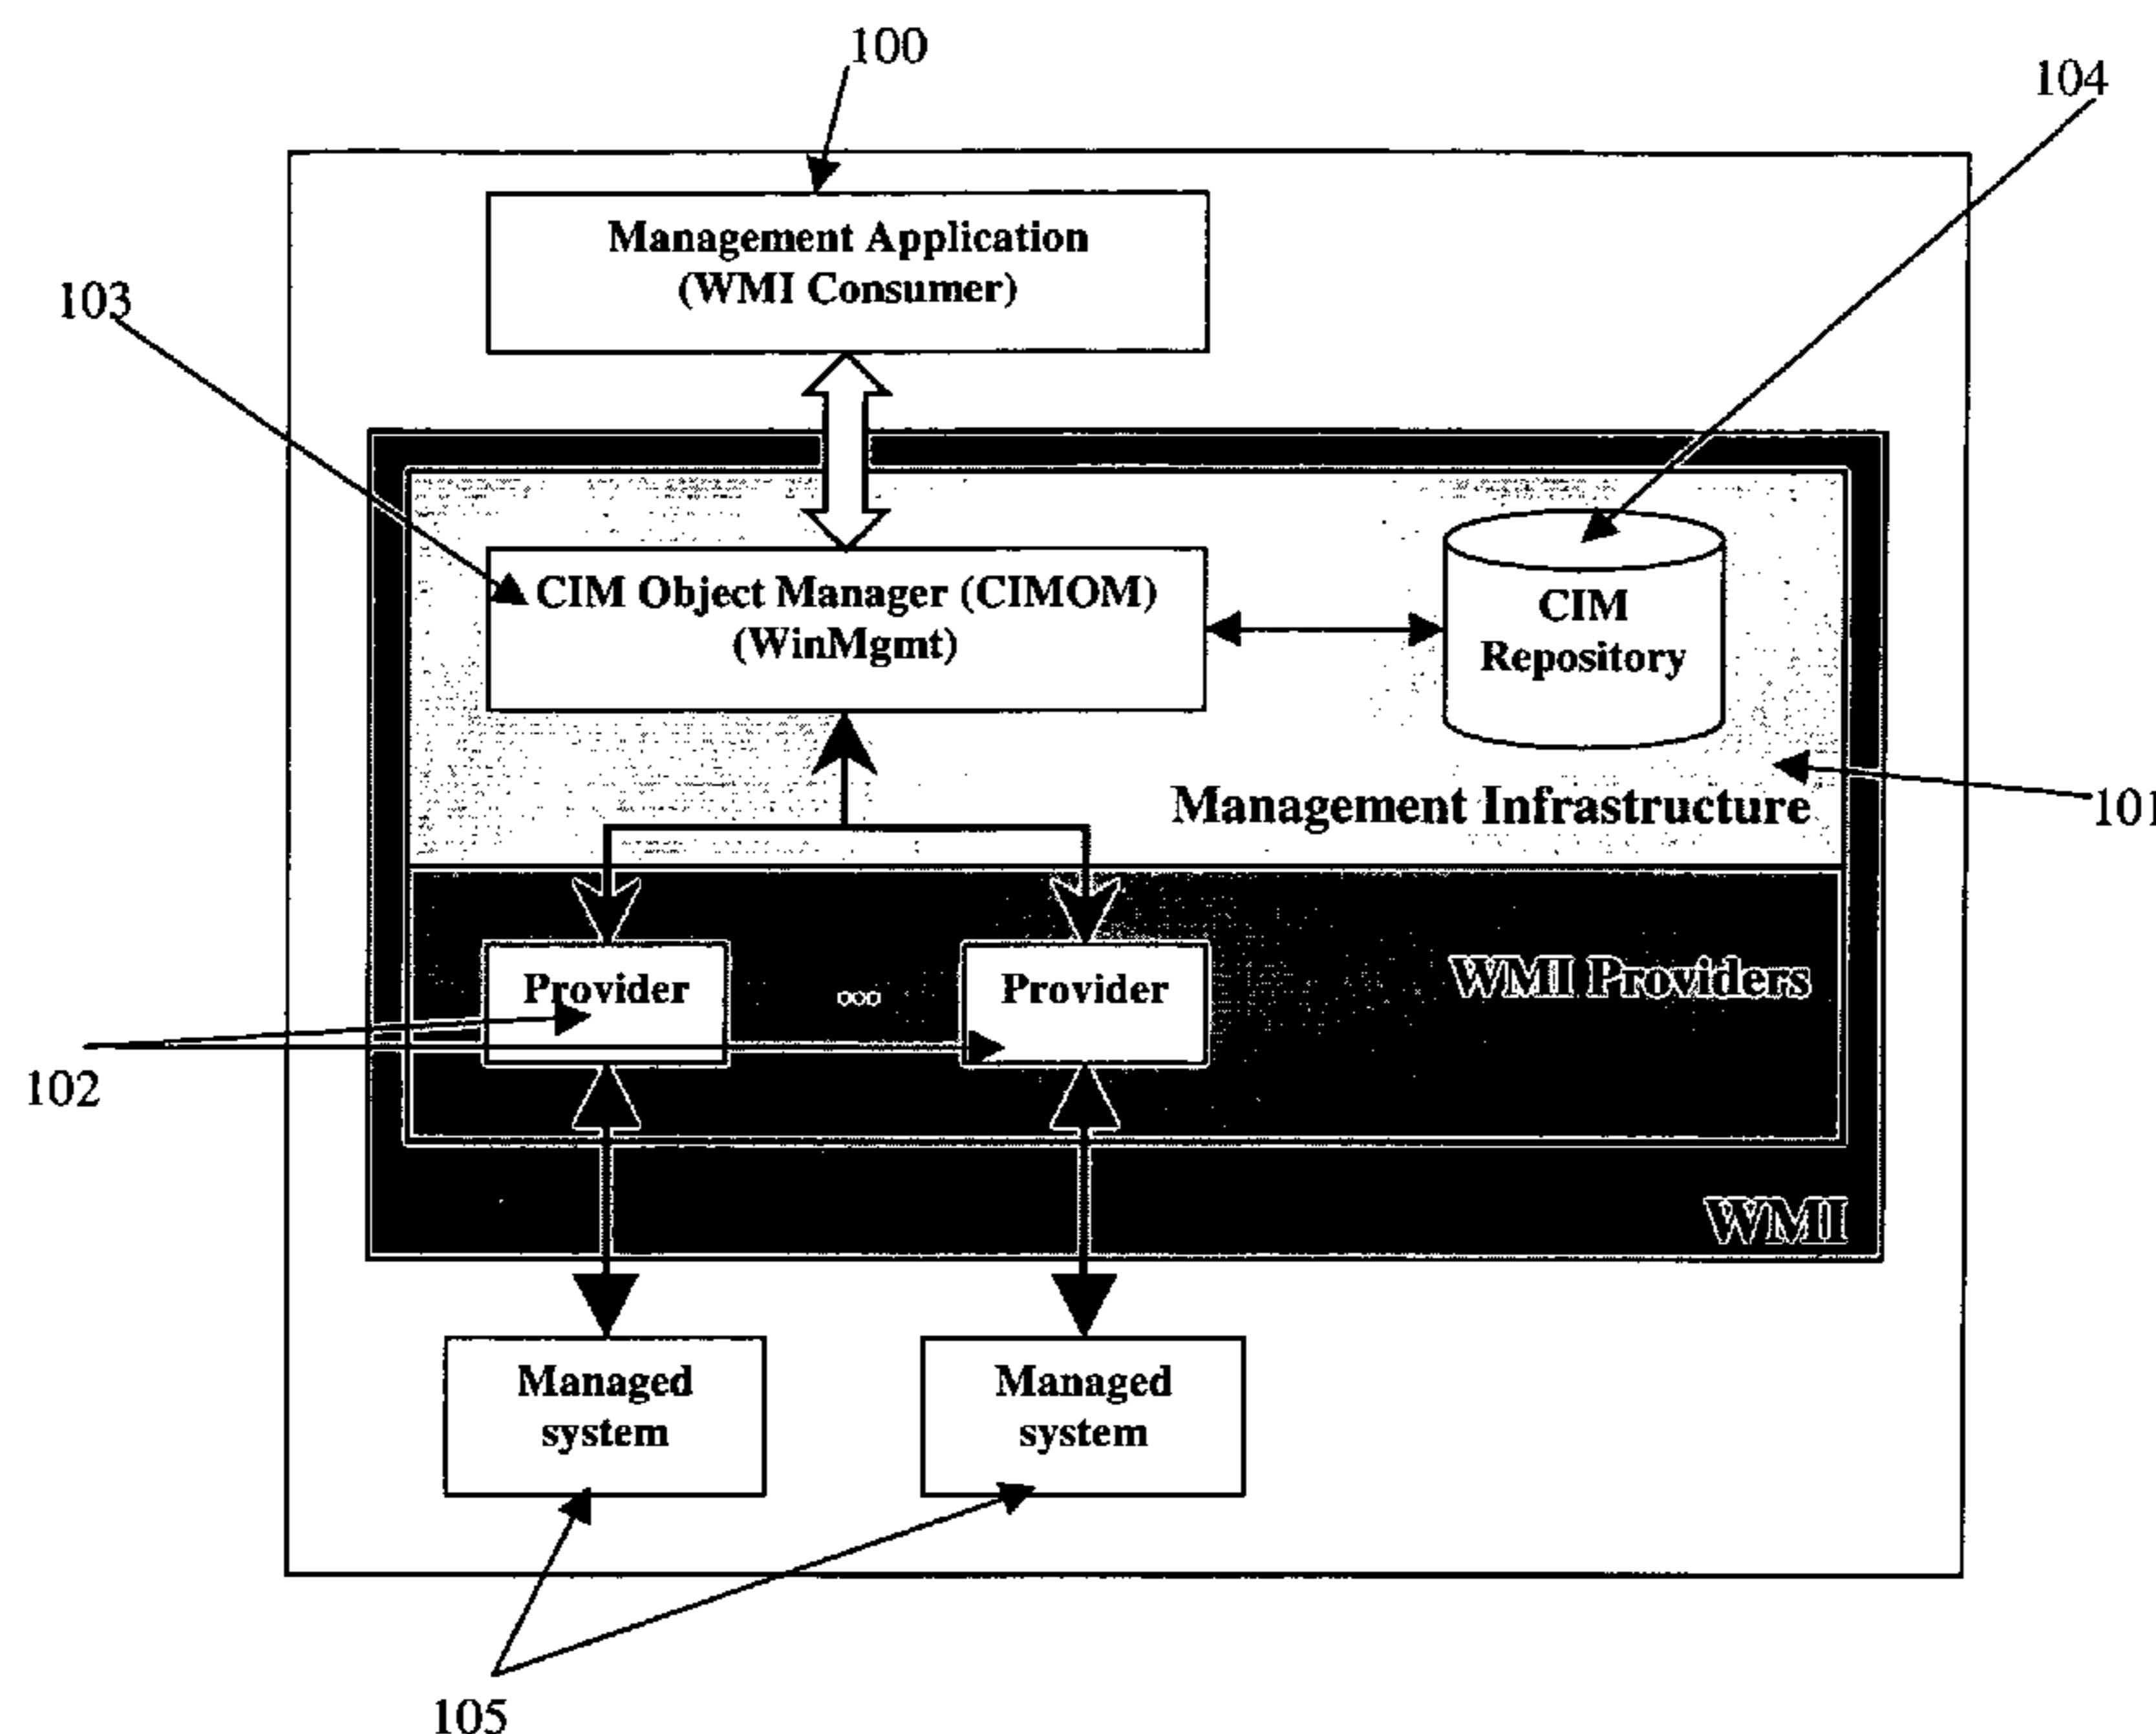 100
104
Management Application
(WMI Consumer)
103
CIM Object Manager (CIMOM)
(WinMgmt)
CIM
Repository
Management Infrastructure
101
Provider
ooo
Provider
WMI Providers
102
WMI
Managed
system
Managed
system
105